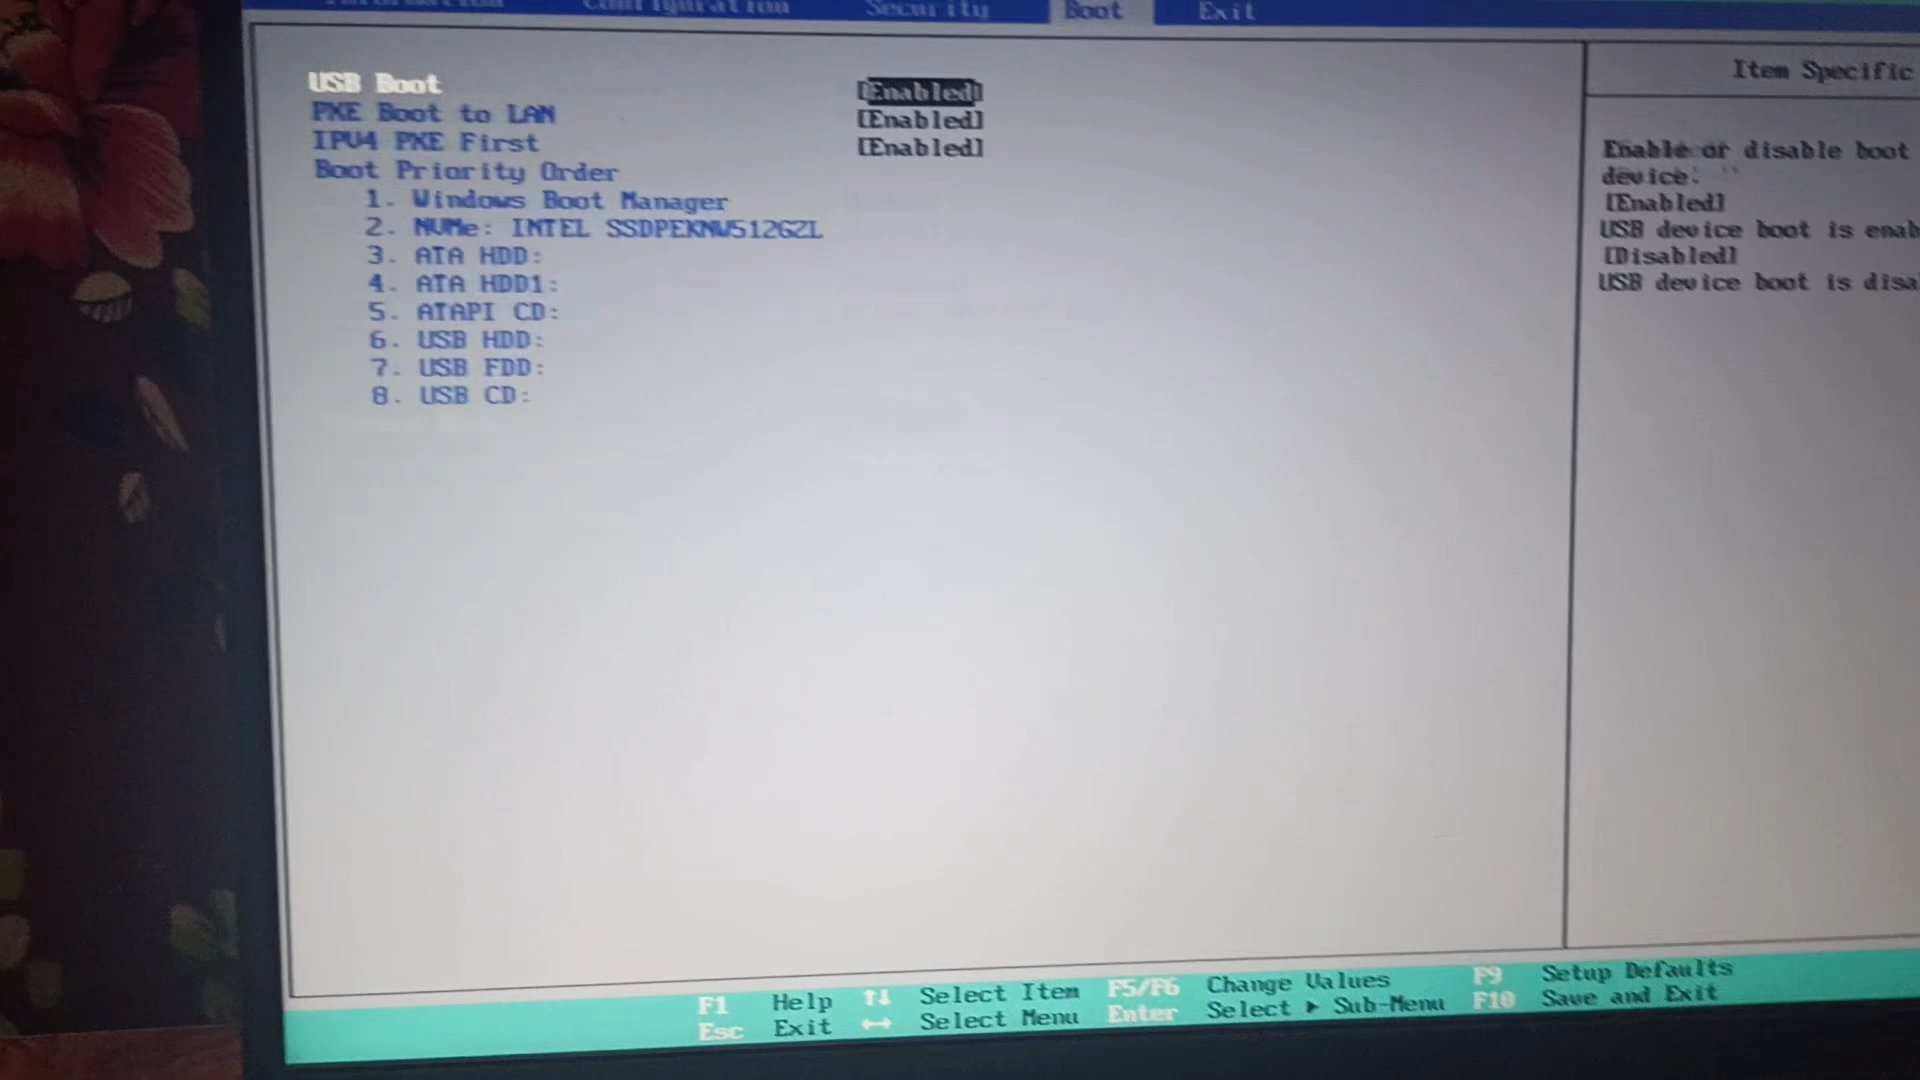 Information Configuration Security Boot Exit
USB Boot [Enabled]
PXE Boot to LAN [Enabled]
IPV4 PXE First [Enabled]
Boot Priority Order
1. Windows Boot Manager
2. NVMe: INTEL SSDPEKNW512GZL
3. ATA HDD:
4. ATA HDD1:
5. ATAPI CD:
6. USB HDD:
7. USB FDD:
8. USB CD:
Item Specific
Enable or disable boot
device.
[Enabled]
USB device boot is enab
[Disabled]
USB device boot is disa
F1 Help ↑↓ Select Item F5/F6 Change Values F9 Setup Defaults
Esc Exit ↔ Select Menu Enter Select ▶ Sub-Menu F10 Save and Exit